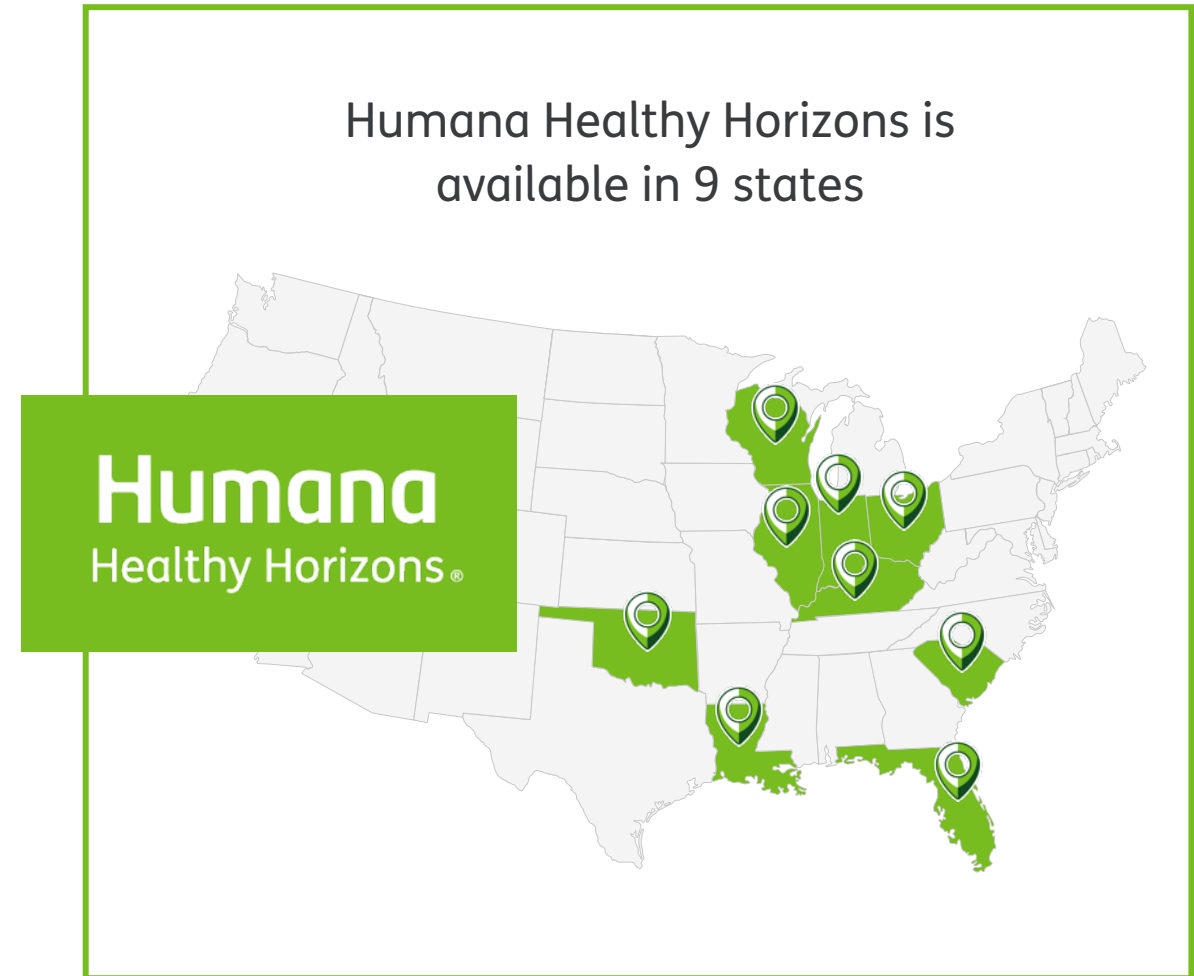 Humana Healthy Horizons is
available in 9 states
Humana
Healthy Horizons®